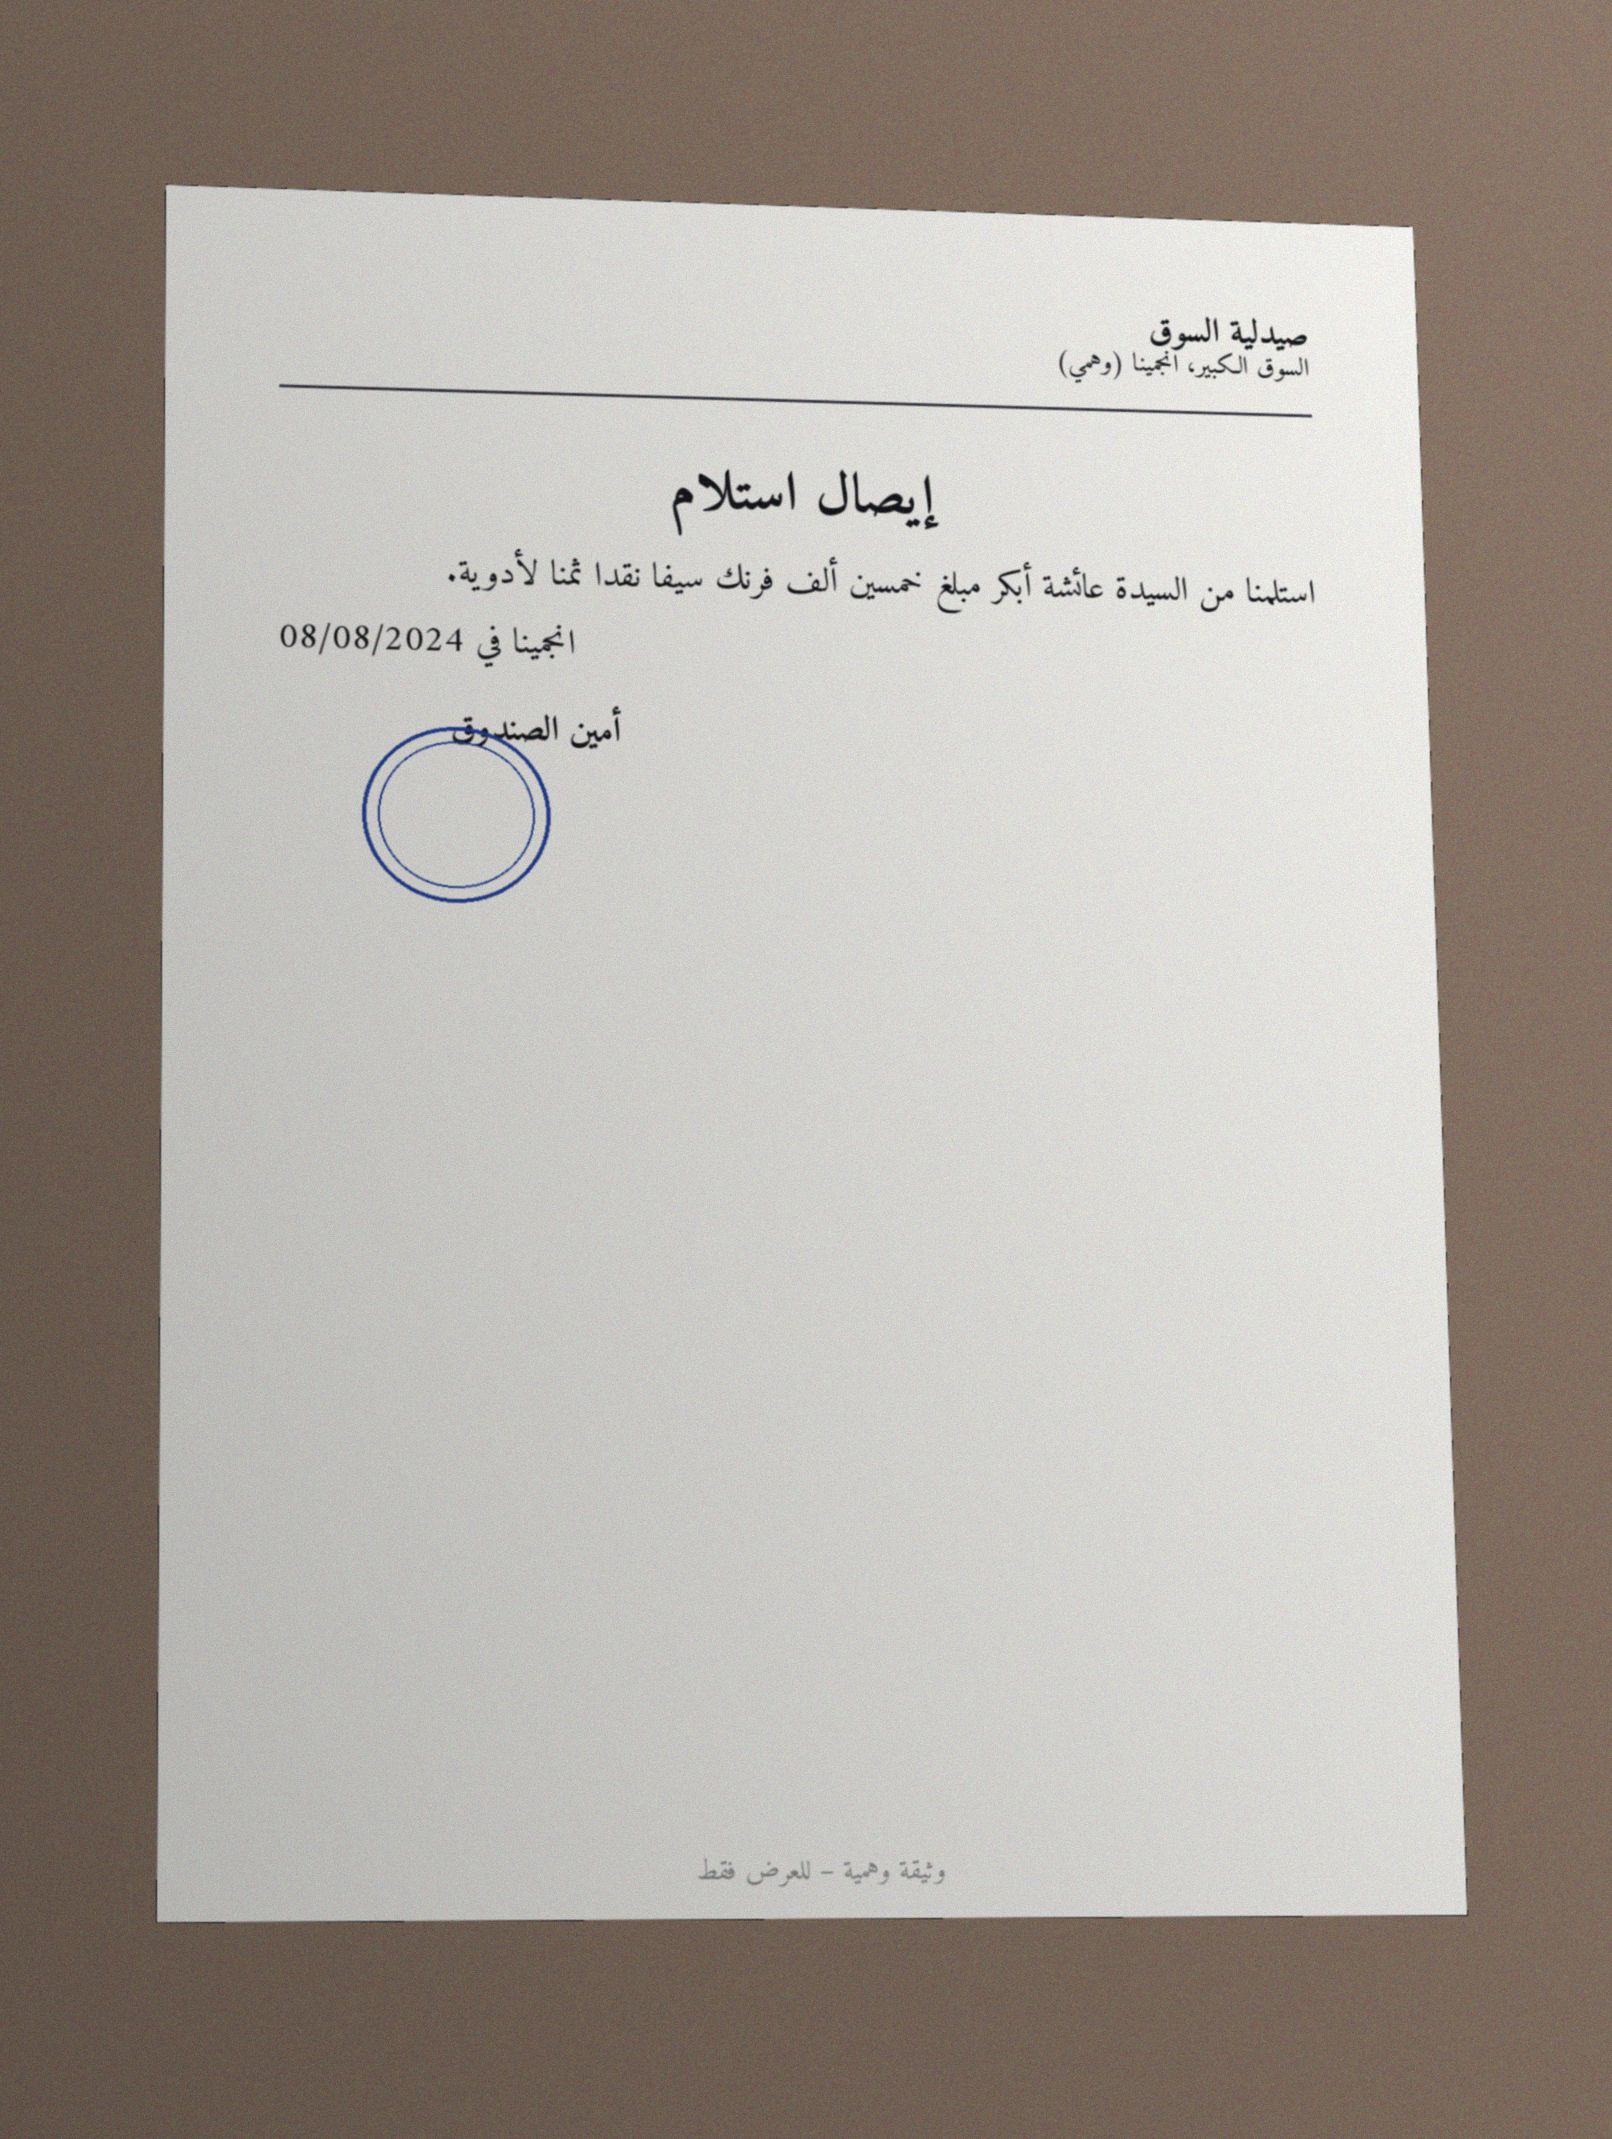 صيدلية السوق
السوق الكبير، انجمينا (وهمي)
إيصال استلام
استلمنا من السيدة عائشة أبكر مبلغ خمسين ألف فرنك سيفا نقدا ثمنا لأدوية.
انجمينا في 08/08/2024
أمين الصندوق
وثيقة وهمية – للعرض فقط